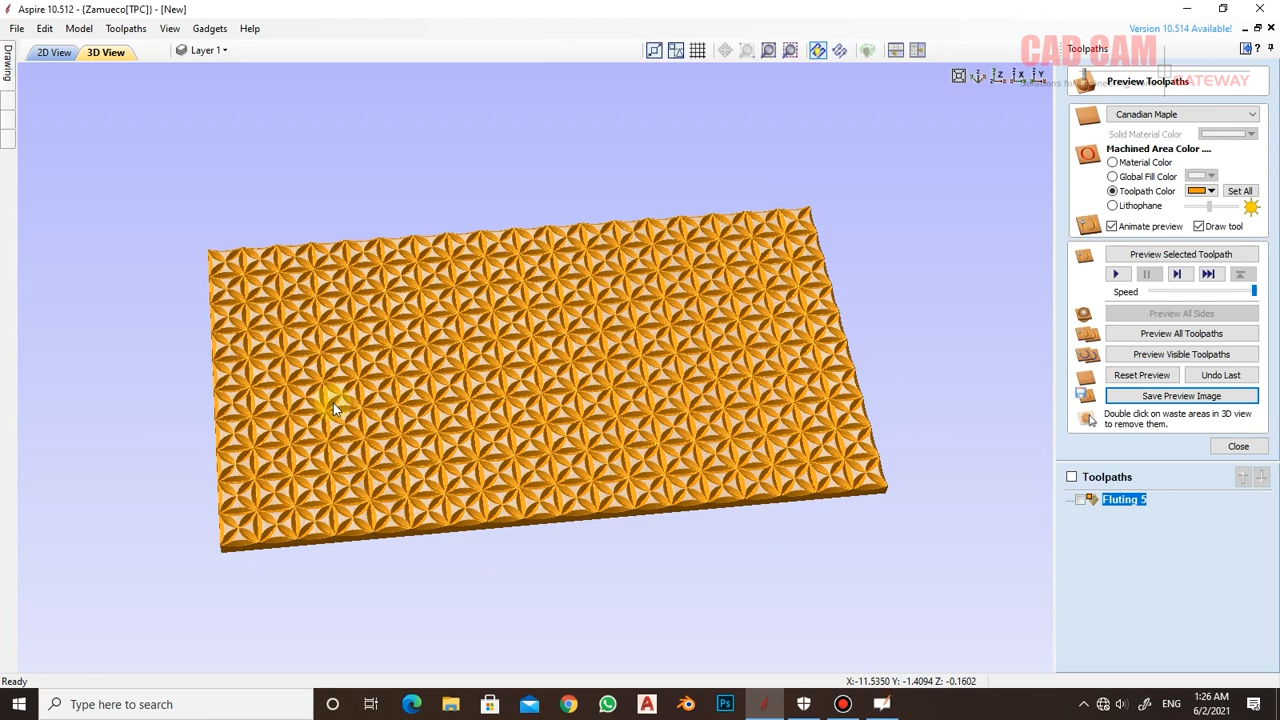 Aspire 10.512 - {Zamueco[TPC]} - [New]
File Edit Model Toolpaths View Gadgets Help
Version 10.514 Available!
2D View 3D View Layer 1
CAD CAM
GATEWAY
Toolpaths
Drawing
Preview Toolpaths
Canadian Maple
Solid Material Color
Machined Area Color ....
Material Color
Global Fill Color
Toolpath Color Set All
Lithophane
Animate preview Draw tool
Preview Selected Toolpath
Speed
Preview All Sides
Preview All Toolpaths
Preview Visible Toolpaths
Reset Preview Undo Last
Save Preview Image
Double click on waste areas in 3D view
to remove them.
Close
Toolpaths
Fluting 5
Ready
X:-11.5350 Y: -1.4094 Z: -0.1602
Type here to search
ENG
1:26 AM
6/2/2021